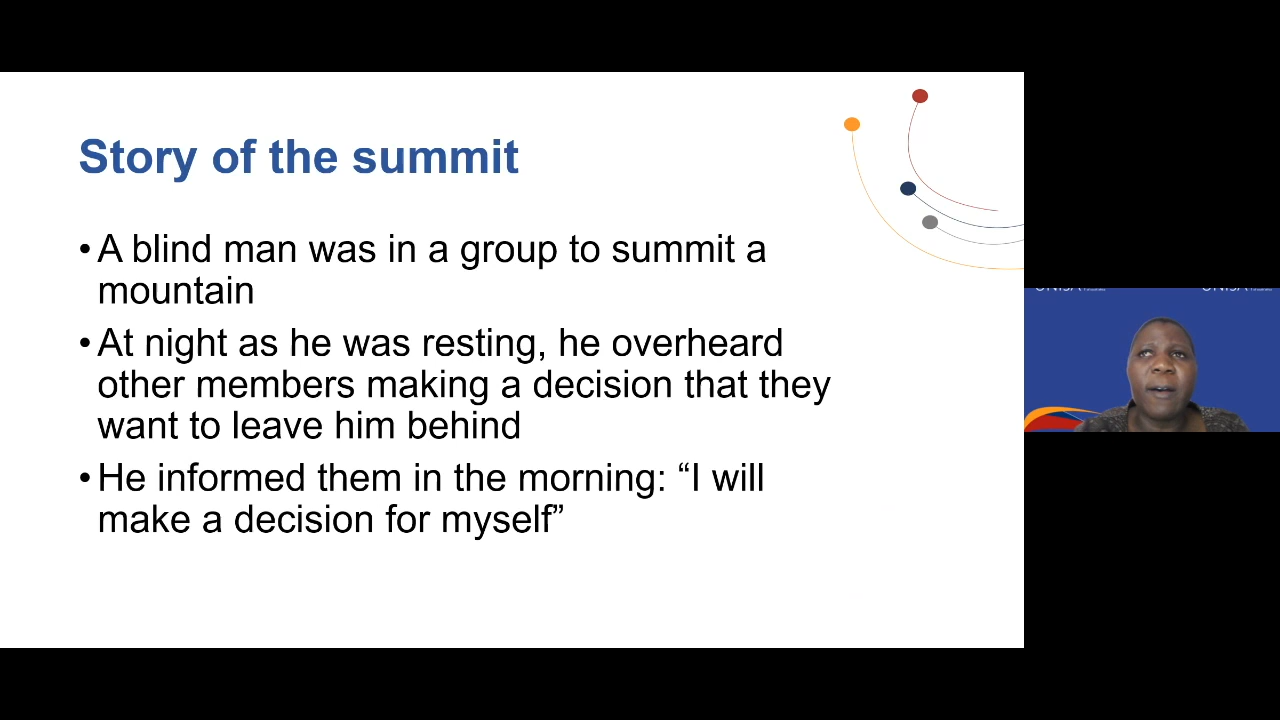 Story of the summit
• A blind man was in a group to summit a
mountain
• At night as he was resting, he overheard
other members making a decision that they
want to leave him behind
• He informed them in the morning: “I will
make a decision for myself”
UNISA
UNISA